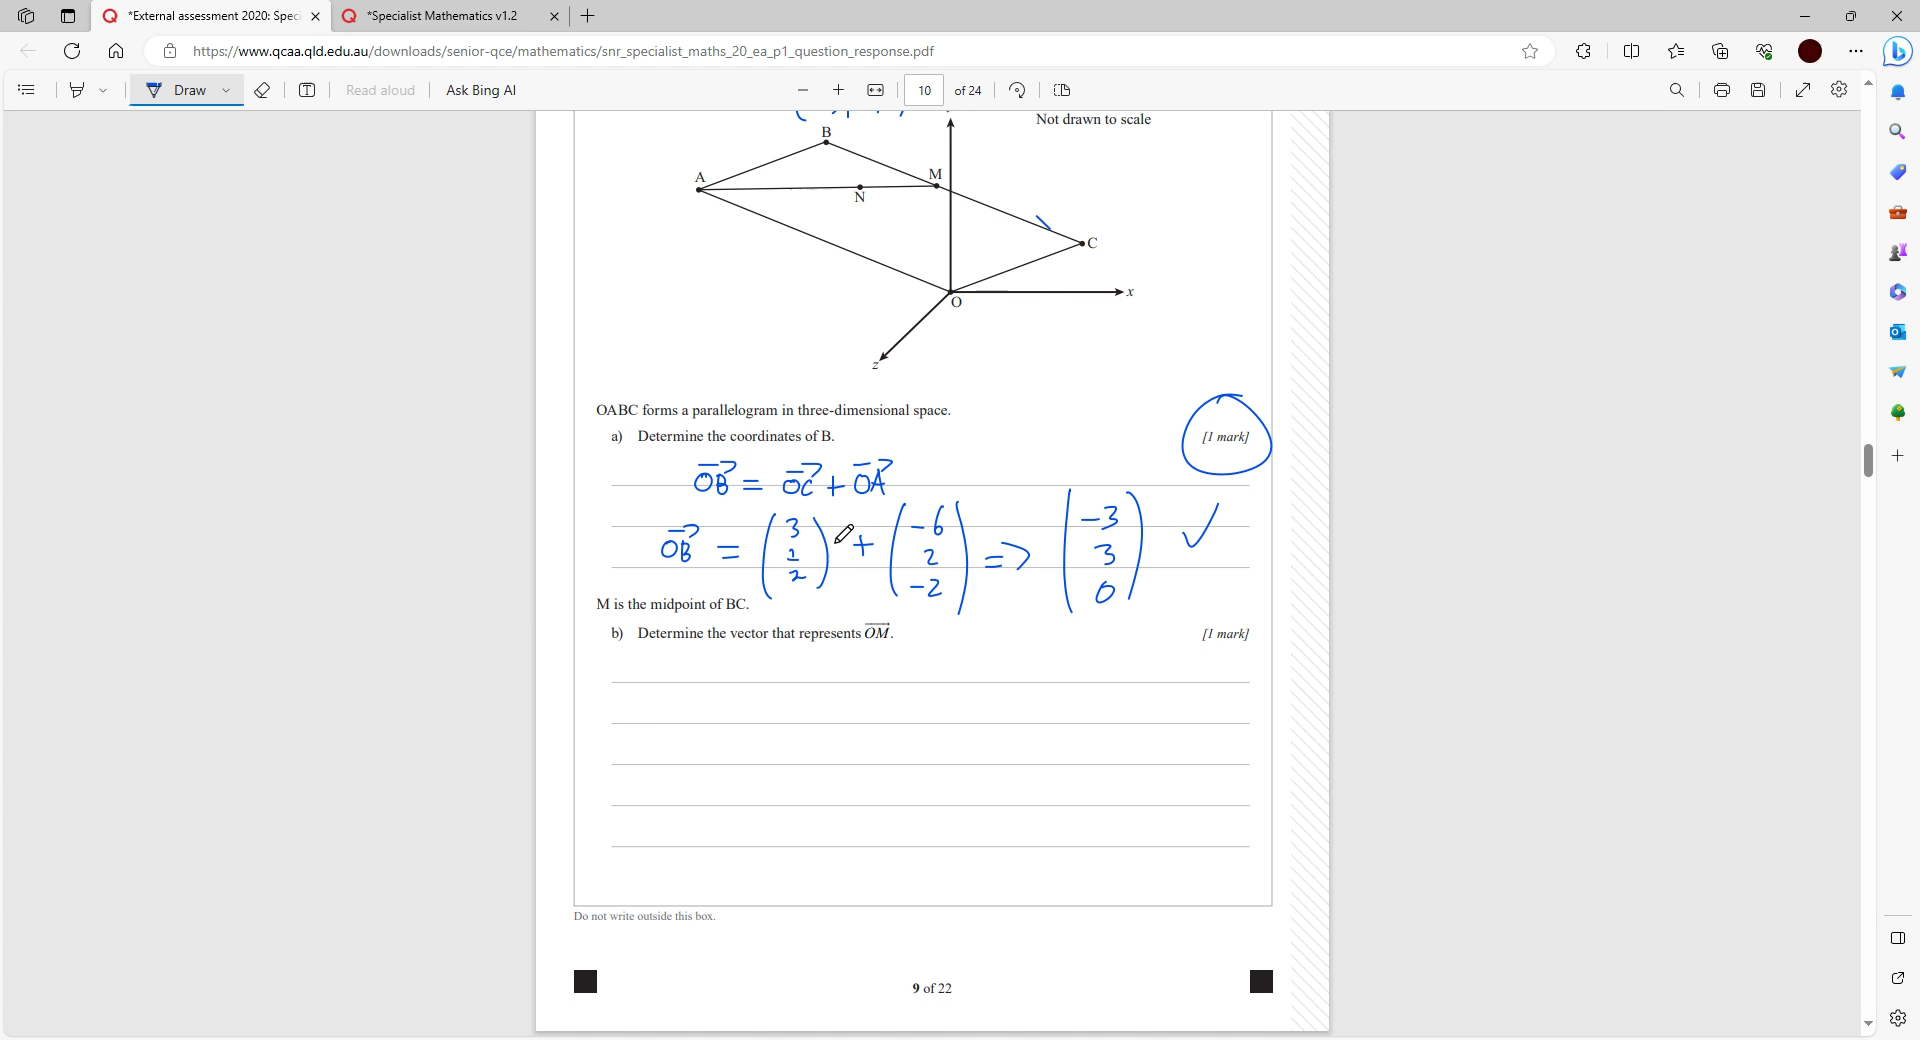 *External assessment 2020: Speci
*Specialist Mathematics v1.2
https://www.qcaa.qld.edu.au/downloads/senior-qce/mathematics/snr_specialist_maths_20_ea_p1_question_response.pdf
Draw
Read aloud
Ask Bing AI
10
of 24
Not drawn to scale
B
A
M
N
C
x
O
z
OABC forms a parallelogram in three-dimensional space.
a) Determine the coordinates of B. [1 mark]
OB = OC + OA
OB = (3 1 2) + (-6 2 -2) => (-3 3 0) ✓
M is the midpoint of BC.
b) Determine the vector that represents OM. [1 mark]
Do not write outside this box.
9 of 22